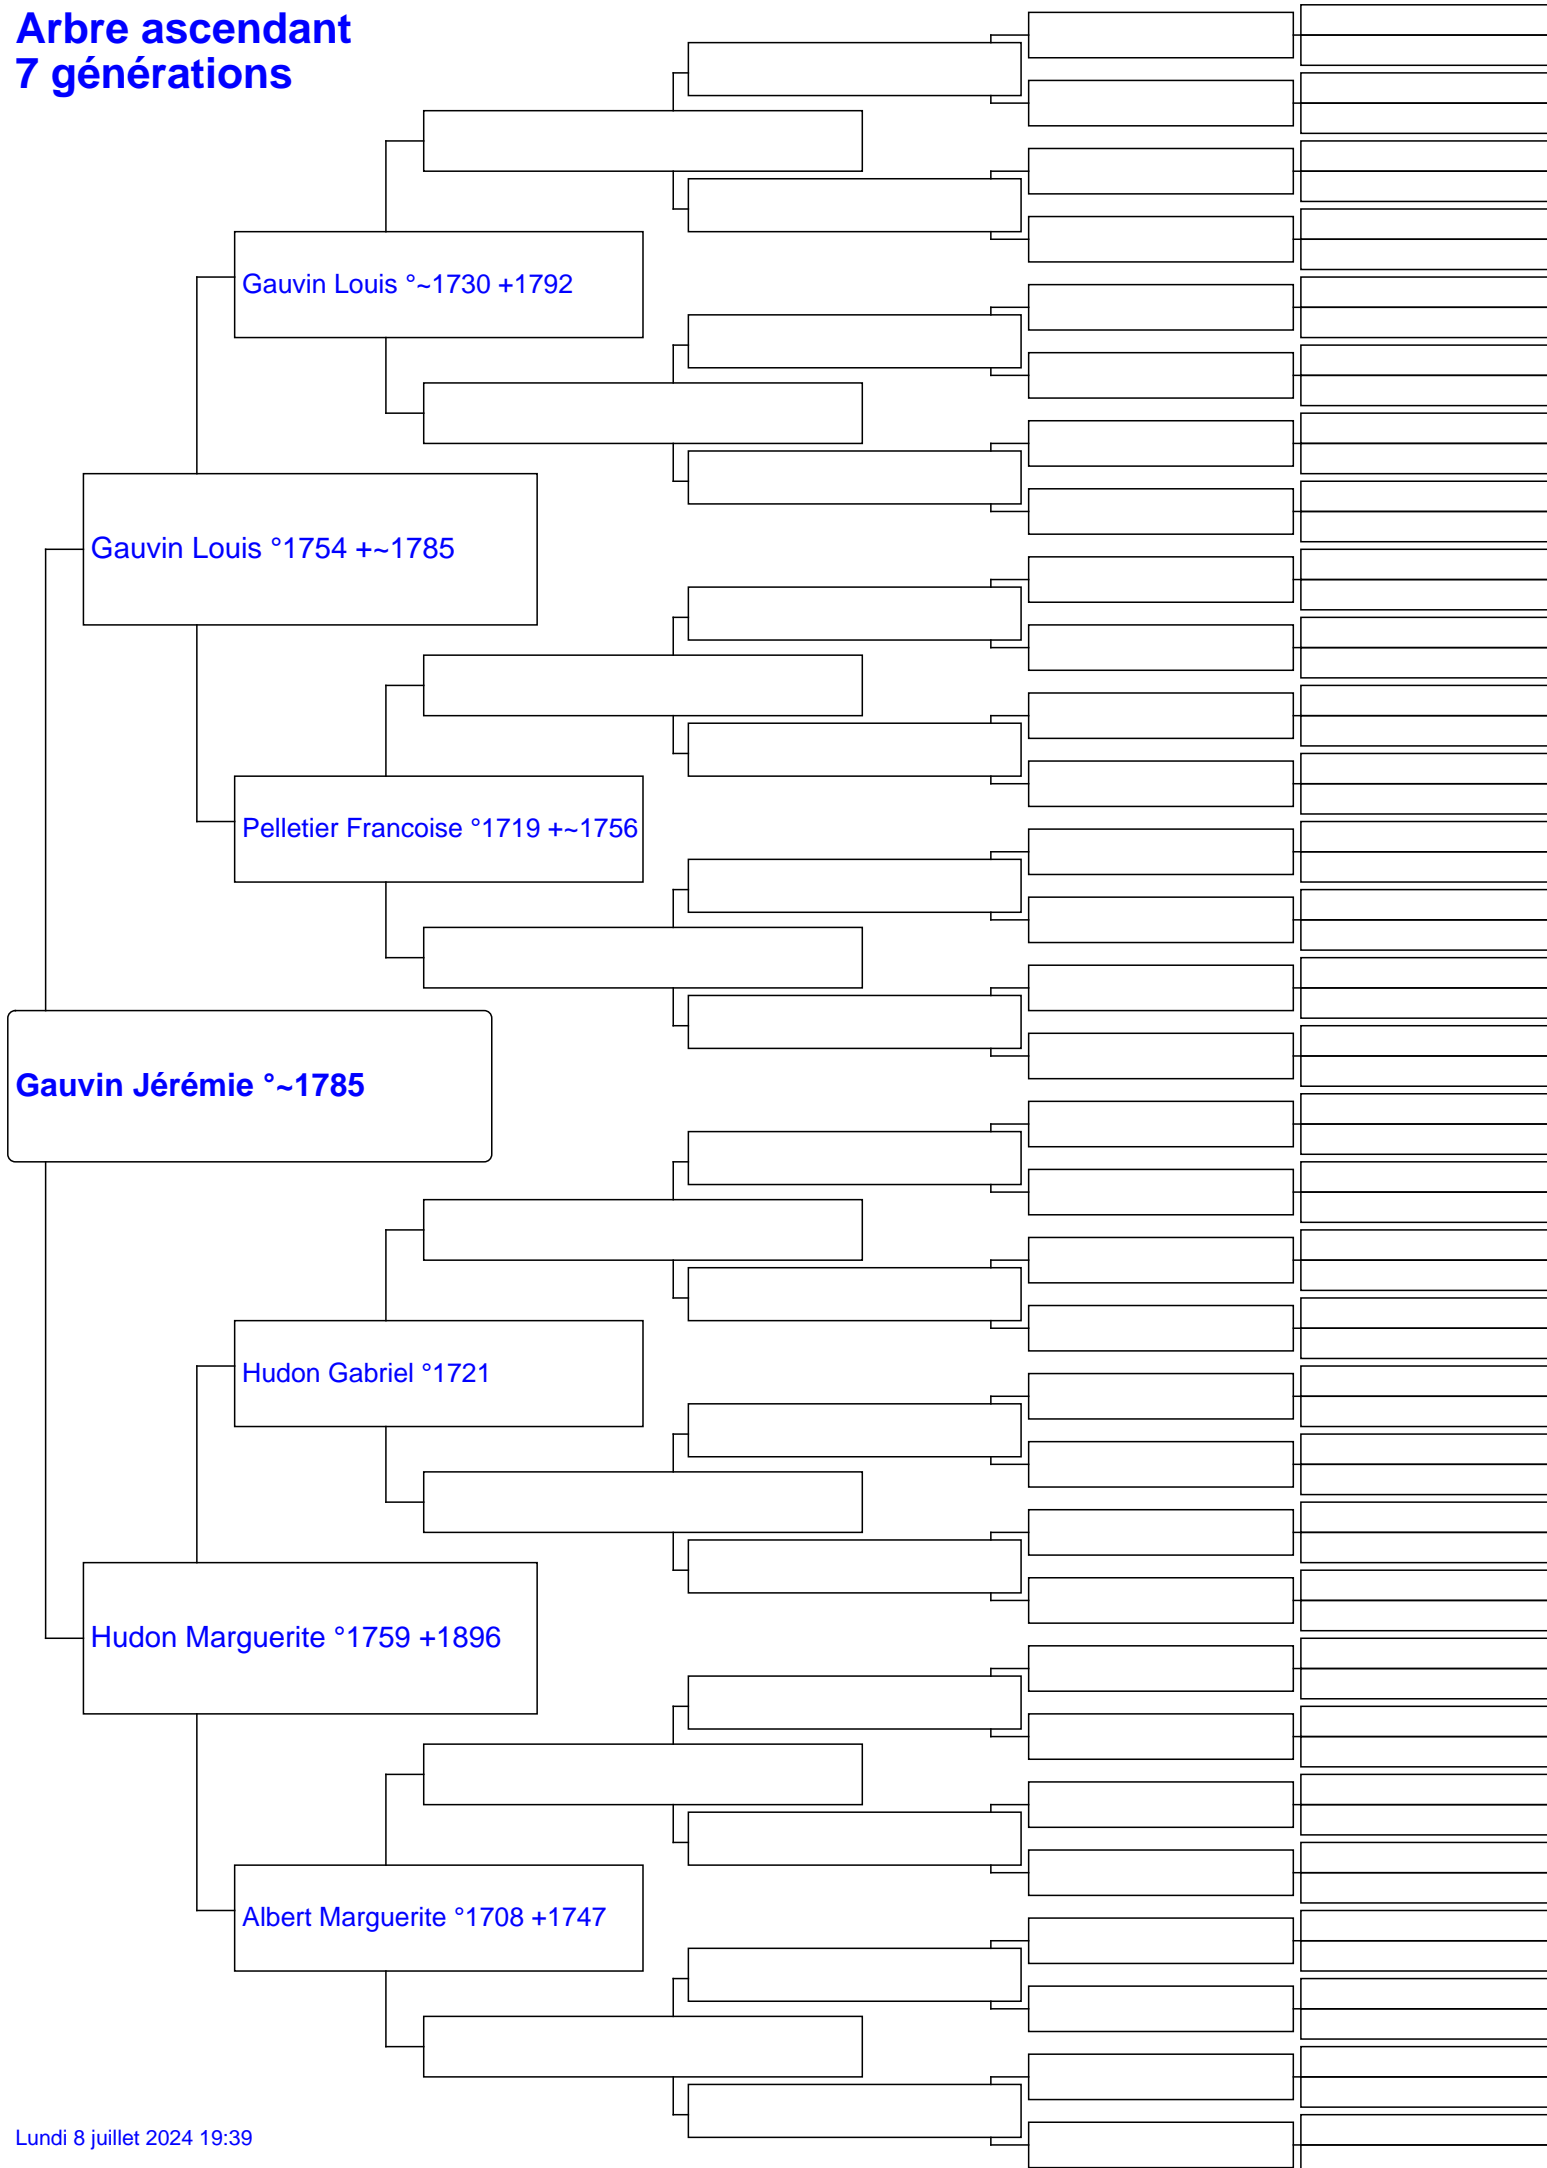 Arbre ascendant
7 générations
Gauvin Louis °~1730 +1792
Gauvin Louis °1754 +~1785
Pelletier Francoise °1719 +~1756
Gauvin Jérémie °~1785
Hudon Gabriel °1721
Hudon Marguerite °1759 +1896
Albert Marguerite °1708 +1747
Lundi 8 juillet 2024 19:39